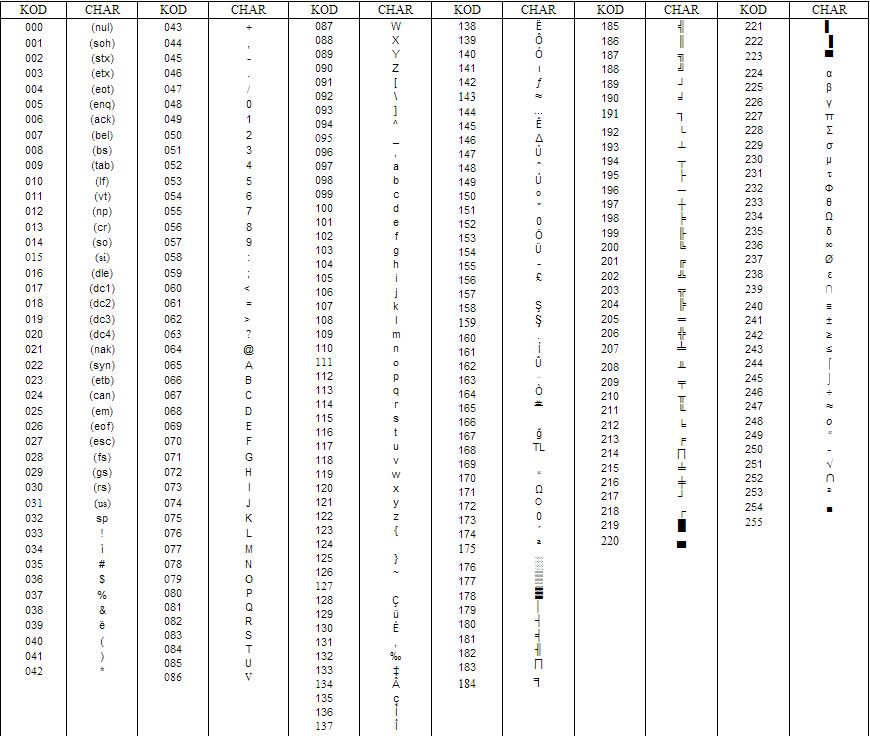 KOD CHAR KOD CHAR KOD CHAR KOD CHAR KOD CHAR KOD CHAR
000 (nul)
001 (soh)
002 (stx)
003 (etx)
004 (eot)
005 (enq)
006 (ack)
007 (bel)
008 (bs)
009 (tab)
010 (lf)
011 (vt)
012 (np)
013 (cr)
014 (so)
015 (si)
016 (dle)
017 (dc1)
018 (dc2)
019 (dc3)
020 (dc4)
021 (nak)
022 (syn)
023 (etb)
024 (can)
025 (em)
026 (eof)
027 (esc)
028 (fs)
029 (gs)
030 (rs)
031 (us)
032 sp
033 !
034 ì
035 #
036 $
037 %
038 &
039 ë
040 (
041 )
042 *
043 +
044 ,
045 -
046 .
047 /
048 0
049 1
050 2
051 3
052 4
053 5
054 6
055 7
056 8
057 9
058 :
059 ;
060 <
061 =
062 >
063 ?
064 @
065 A
066 B
067 C
068 D
069 E
070 F
071 G
072 H
073 I
074 J
075 K
076 L
077 M
078 N
079 O
080 P
081 Q
082 R
083 S
084 T
085 U
086 V
087 W
088 X
089 Y
090 Z
091 [
092 \
093 ]
094 ^
095 _
096 ,
097 a
098 b
099 c
100 d
101 e
102 f
103 g
104 h
105 i
106 j
107 k
108 l
109 m
110 n
111 o
112 p
113 q
114 r
115 s
116 t
117 u
118 v
119 w
120 x
121 y
122 z
123 {
124
125 }
126 ~
127
128 Ç
129 ü
130 È
131 ,
132 ‰
133 ‡
134 Â
135 ç
136 Í
137 Î
138 Ë
139 Ô
140 Ó
141 ı
142 ƒ
143 ≈
144 …
145 Ê
146 Δ
147 Û
148 ˆ
149 Ú
150 º
151 ˘
152 0
153 Ö
154 Ü
155 -
156 £
157
158 Ş
159 Ş
160 .
161 Ì
162 Û
163 .
164 Ò
165
166
167 ğ
168 TL
169
170 “
171 Ω
172 O
173 0
174 ´
175 ª
176 ░
177 ▒
178 ▓
179 │
180 ┤
181 ╡
182 ╢
183 ∏
184 ╕
185 ╣
186 ║
187 ╗
188 ╝
189 ┘
190 ╛
191 ┐
192 └
193 ┴
194 ┬
195 ├
196 ─
197 ┼
198 ╞
199 ╟
200 ╚
201 ╔
202 ╩
203 ╦
204 ╠
205 ═
206 ╬
207 ╧
208 ╨
209 ╤
210 ╥
211 ╙
212 ╘
213 ╒
214 ∏
215 ╧
216 ╪
217 ┘
218 ┌
219 █
220 ▄
221 ▌
222 ▐
223 ▀
224 α
225 β
226 γ
227 π
228 Σ
229 σ
230 μ
231 τ
232 Φ
233 θ
234 Ω
235 δ
236 ∞
237 Ø
238 ε
239 ∩
240 ≡
241 ±
242 ≥
243 ≤
244 ⌠
245 ⌡
246 ÷
247 ≈
248 o
249 “
250 -
251 √
252 ∩
253 ²
254 ■
255